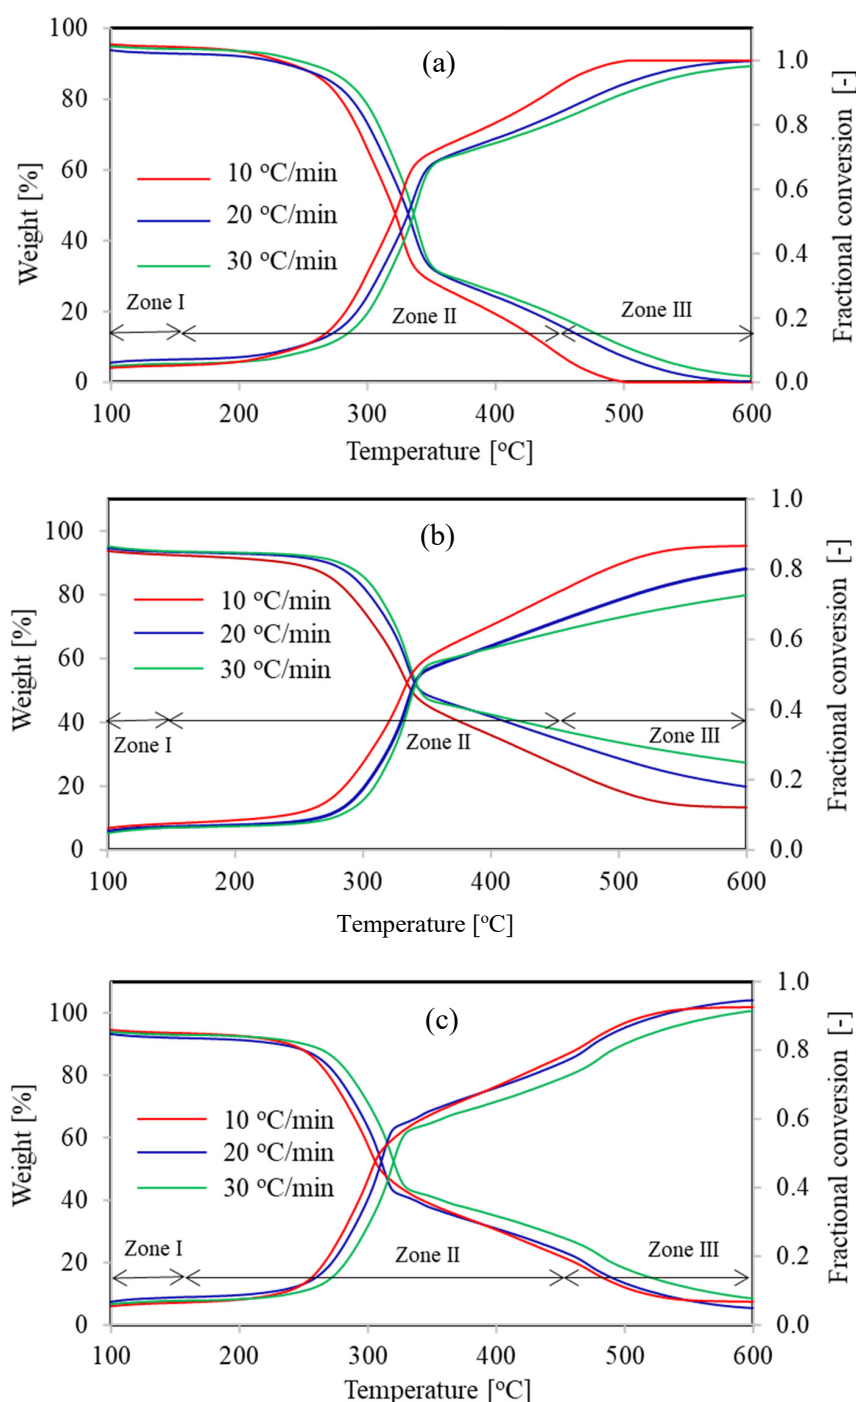 (a)
Weight [%]
Fractional conversion [-]
100
80
60
40
20
0
1.0
0.8
0.6
0.4
0.2
0.0
10 °C/min
20 °C/min
30 °C/min
Zone I
Zone II
Zone III
100 200 300 400 500 600
Temperature [°C]
(b)
Weight [%]
Fractional conversion [-]
100
80
60
40
20
0
1.0
0.8
0.6
0.4
0.2
0.0
10 °C/min
20 °C/min
30 °C/min
Zone I
Zone II
Zone III
100 200 300 400 500 600
Temperature [°C]
(c)
Weight [%]
Fractional conversion [-]
100
80
60
40
20
0
1.0
0.8
0.6
0.4
0.2
0.0
10 °C/min
20 °C/min
30 °C/min
Zone I
Zone II
Zone III
100 200 300 400 500 600
Temperature [°C]